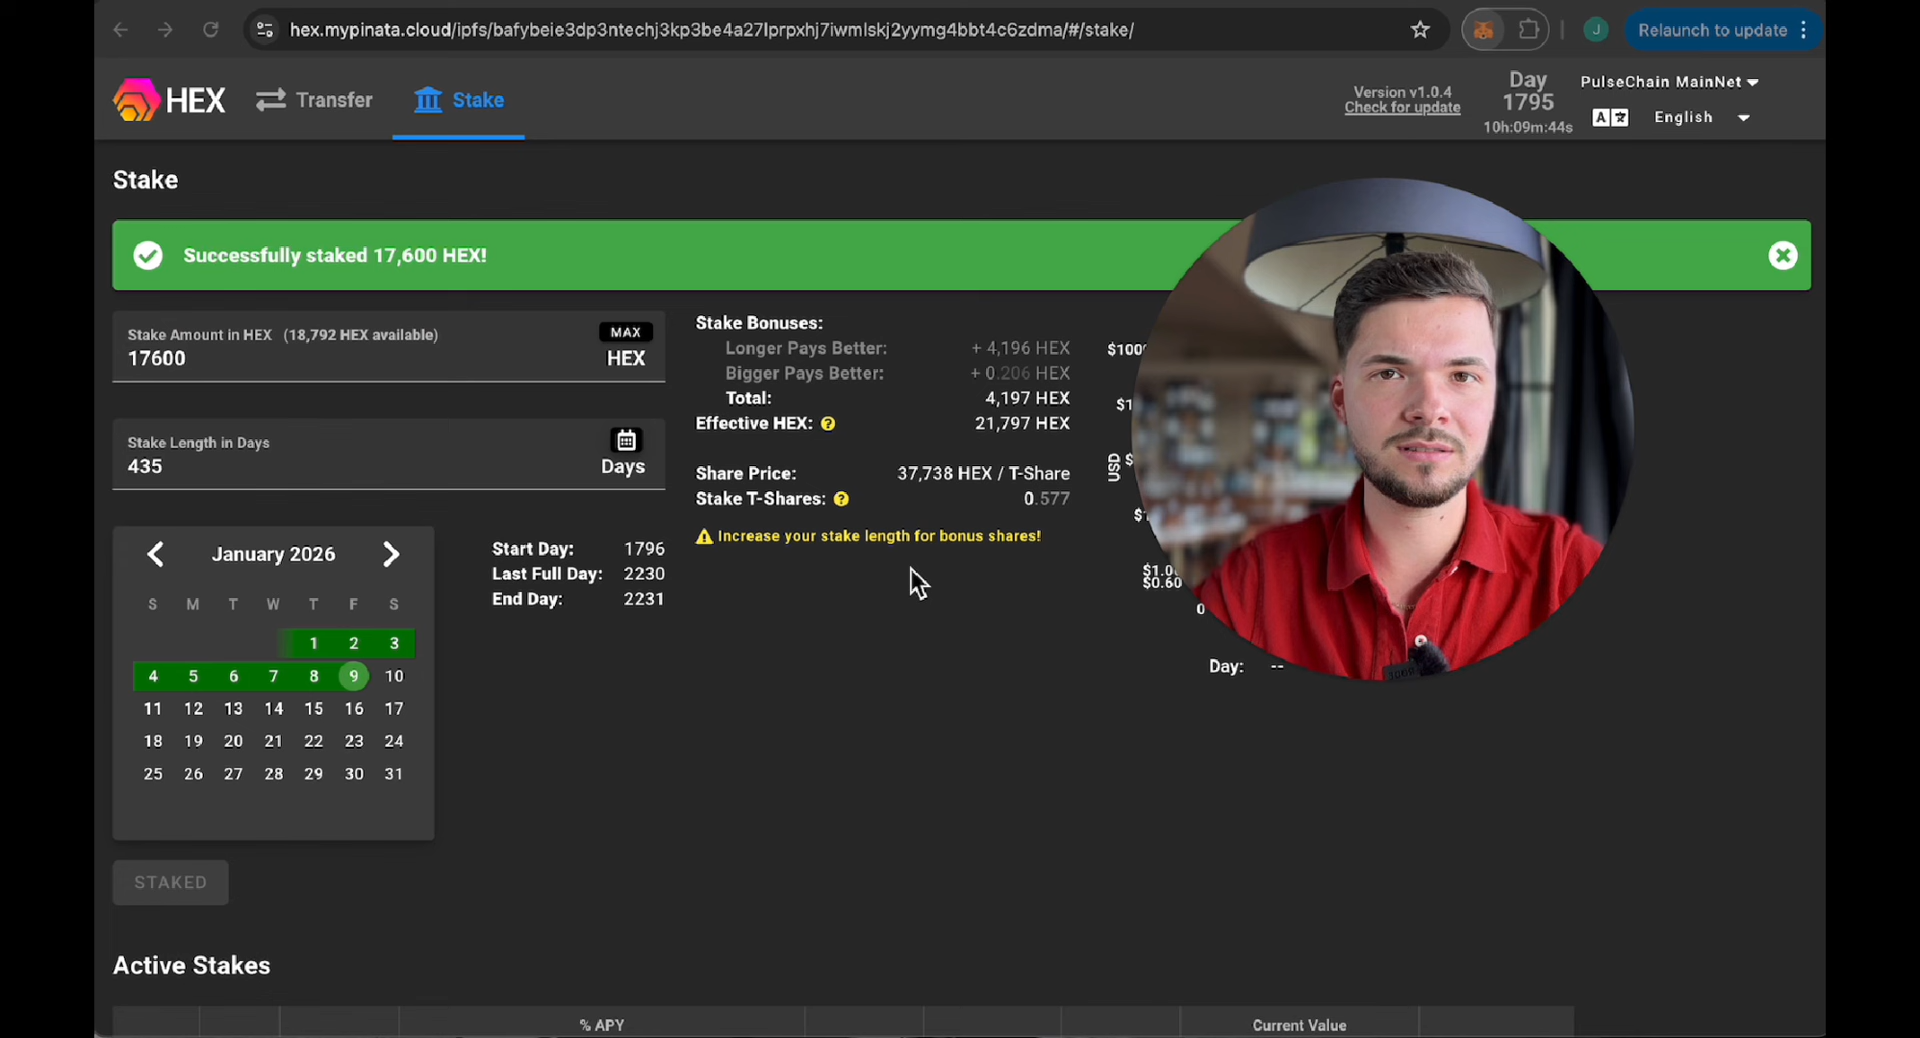 hex.mypinata.cloud/ipfs/bafybeie3dp3ntechj3kp3be4a27lprpxhj7iwmlskj2yymg4bbt4c6zdma/#/stake/
J
Relaunch to update
HEX
Transfer
Stake
Version v1.0.4
Check for update
Day
1795
10h:09m:44s
PulseChain MainNet
English
Stake
Successfully staked 17,600 HEX!
Stake Amount in HEX (18,792 HEX available)
MAX
17600
HEX
Stake Length in Days
435
Days
Stake Bonuses:
Longer Pays Better: + 4,196 HEX
Bigger Pays Better: + 0.206 HEX
Total: 4,197 HEX
Effective HEX: ? 21,797 HEX
Share Price: 37,738 HEX / T-Share
Stake T-Shares: ? 0.577
Increase your stake length for bonus shares!
January 2026
S M T W T F S
1 2 3
4 5 6 7 8 9 10
11 12 13 14 15 16 17
18 19 20 21 22 23 24
25 26 27 28 29 30 31
Start Day: 1796
Last Full Day: 2230
End Day: 2231
USD
$0.60
0
Day: --
STAKED
Active Stakes
% APY
Current Value